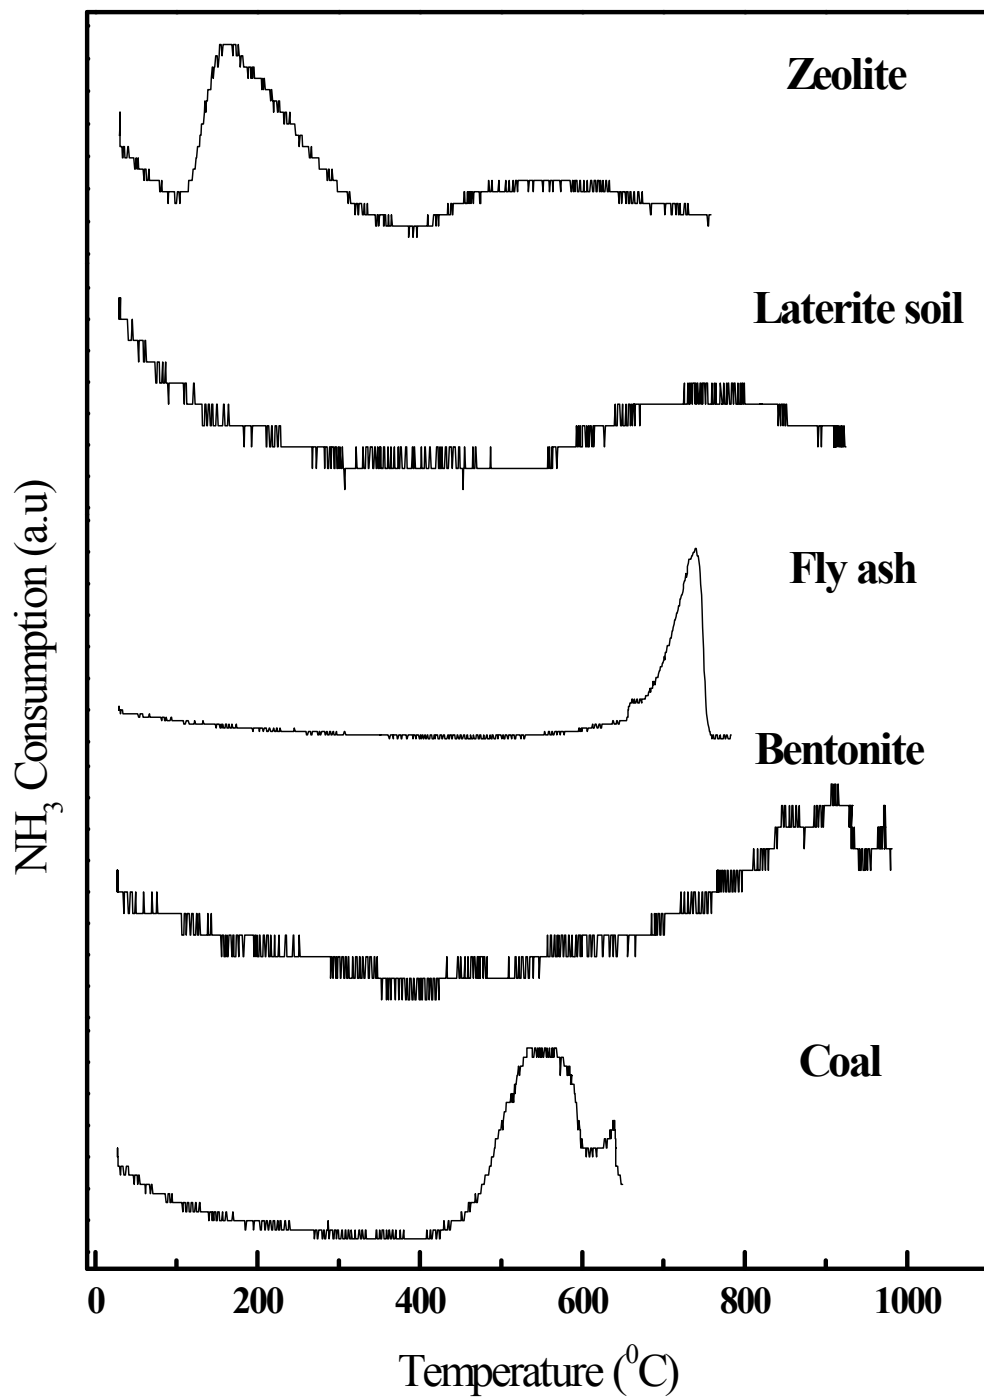 Zeolite
Laterite soil
Fly ash
Bentonite
Coal
NH₃ Consumption (a.u)
0 200 400 600 800 1000
Temperature (⁰C)